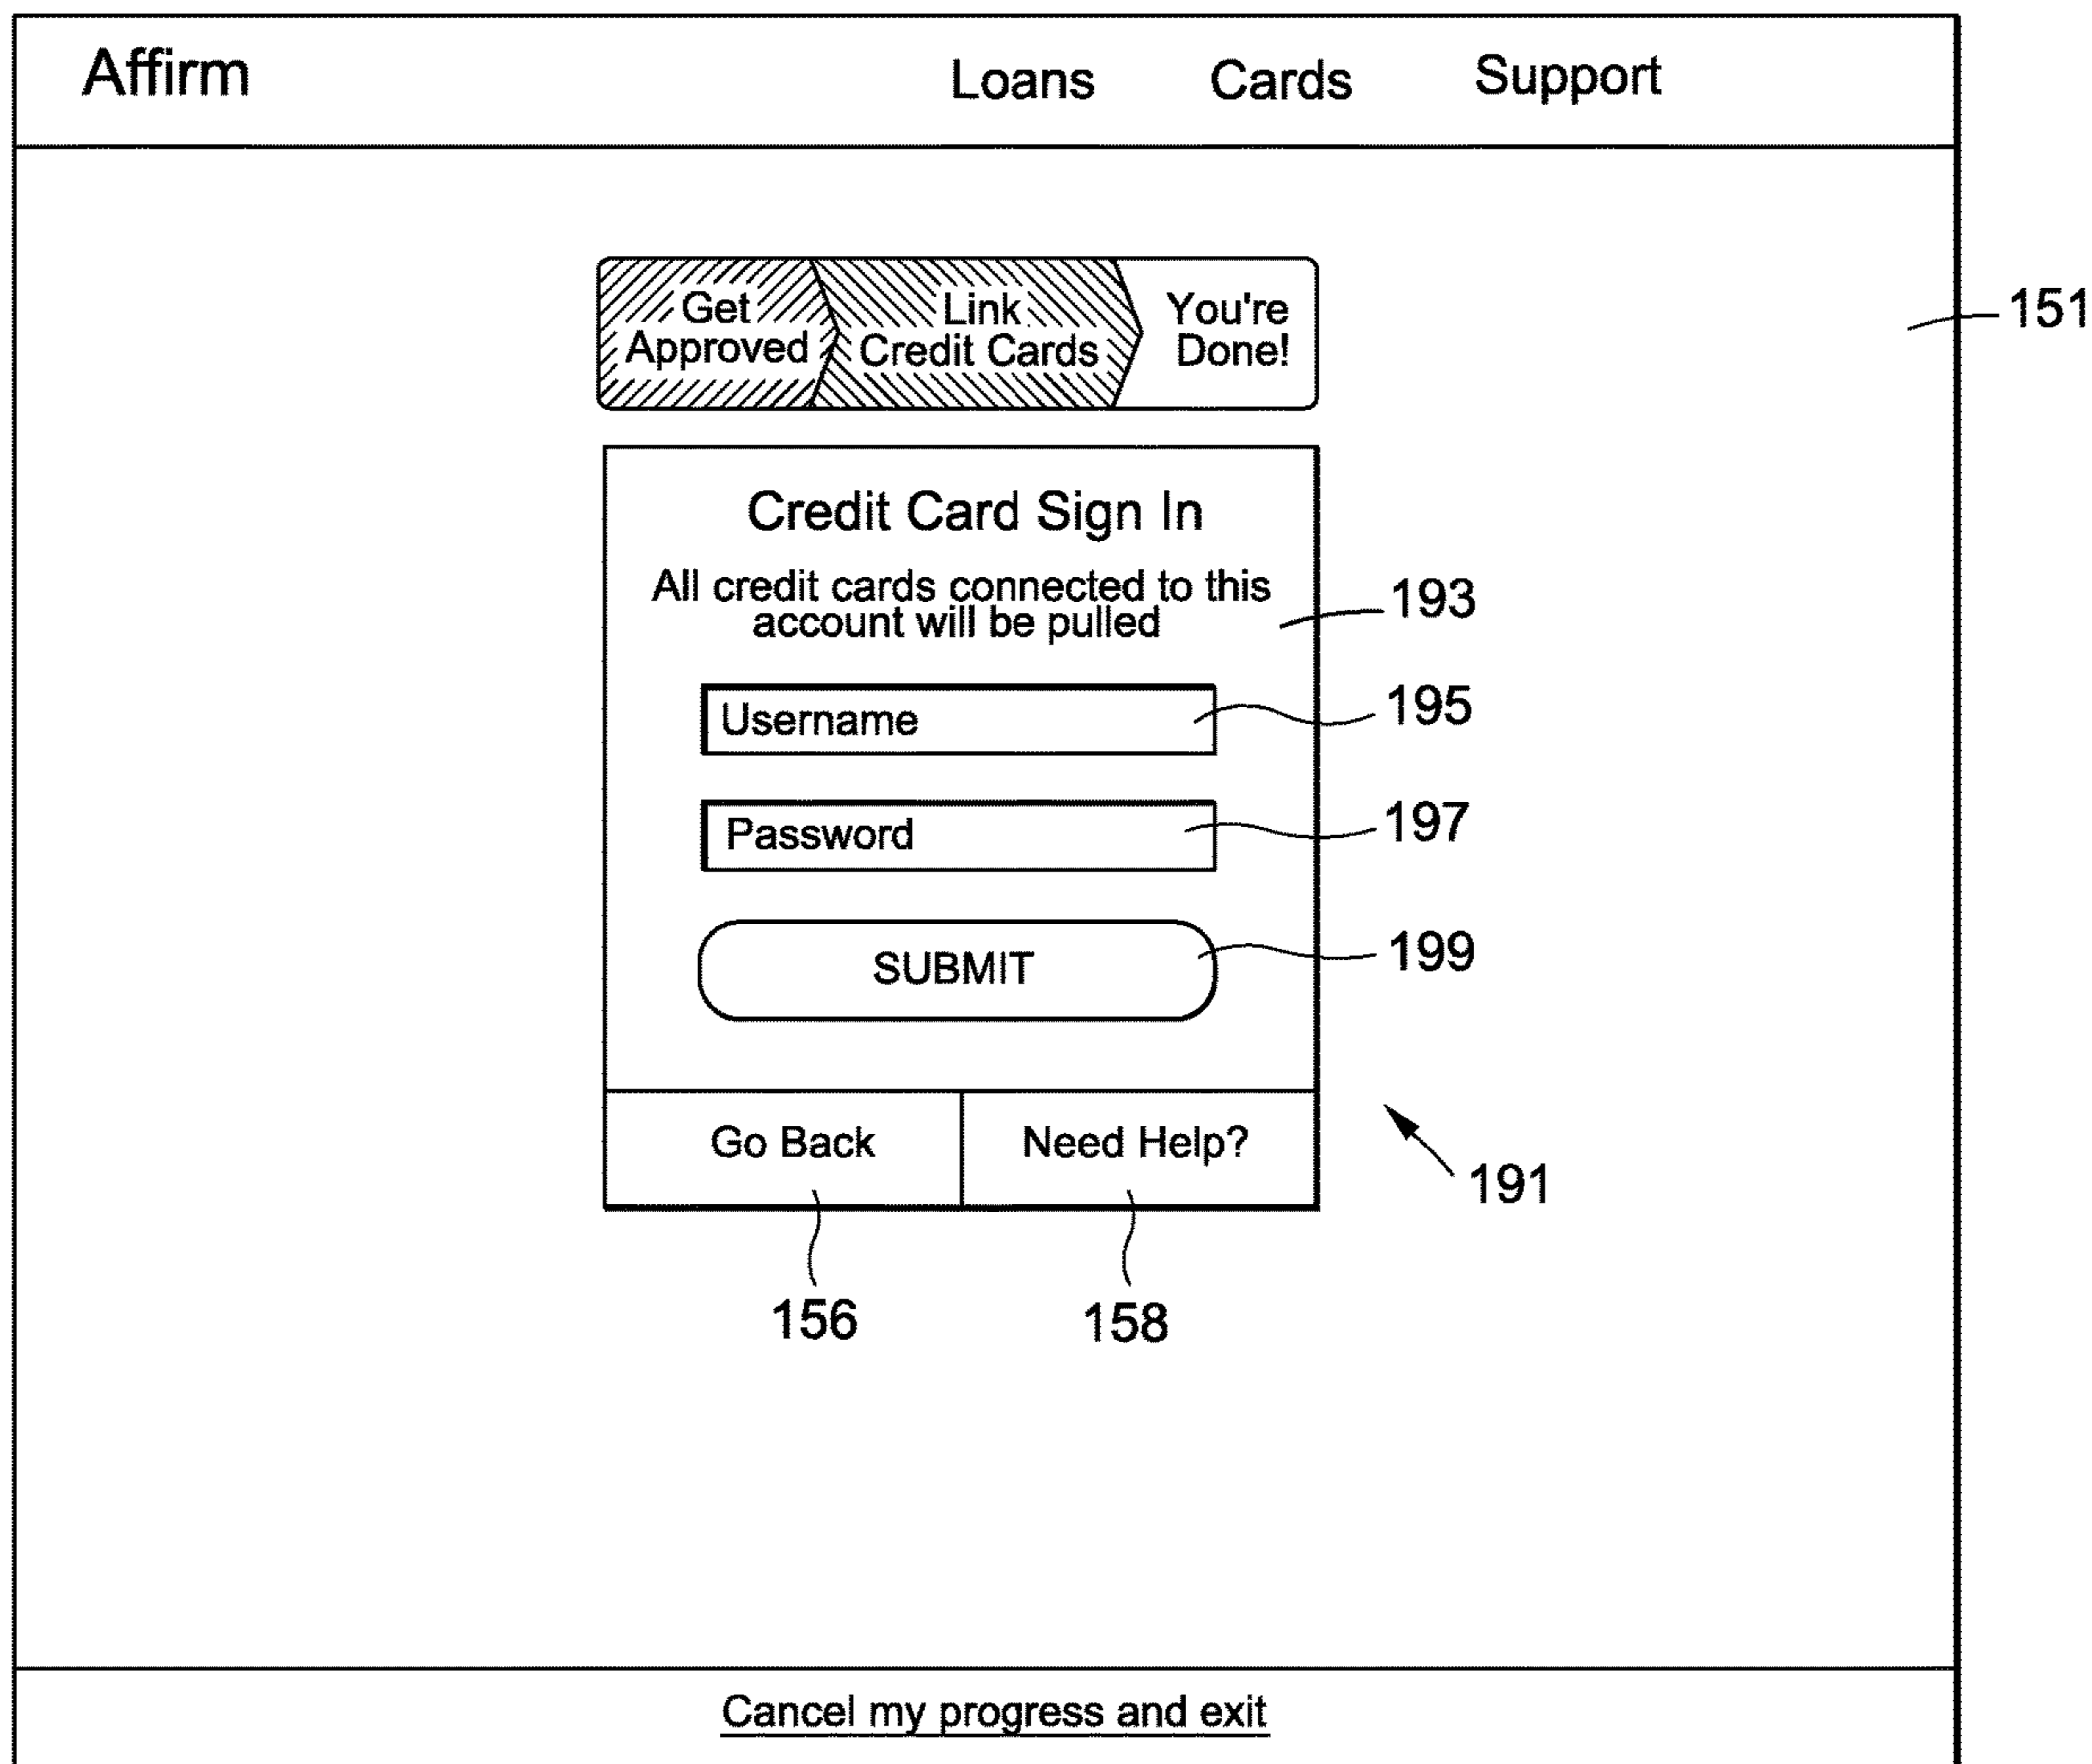 Affirm Loans Cards Support
Get Approved
Link Credit Cards
You're Done!
151
Credit Card Sign In
All credit cards connected to this
account will be pulled
193
Username 195
Password 197
SUBMIT 199
Go Back Need Help?
191
156 158
Cancel my progress and exit